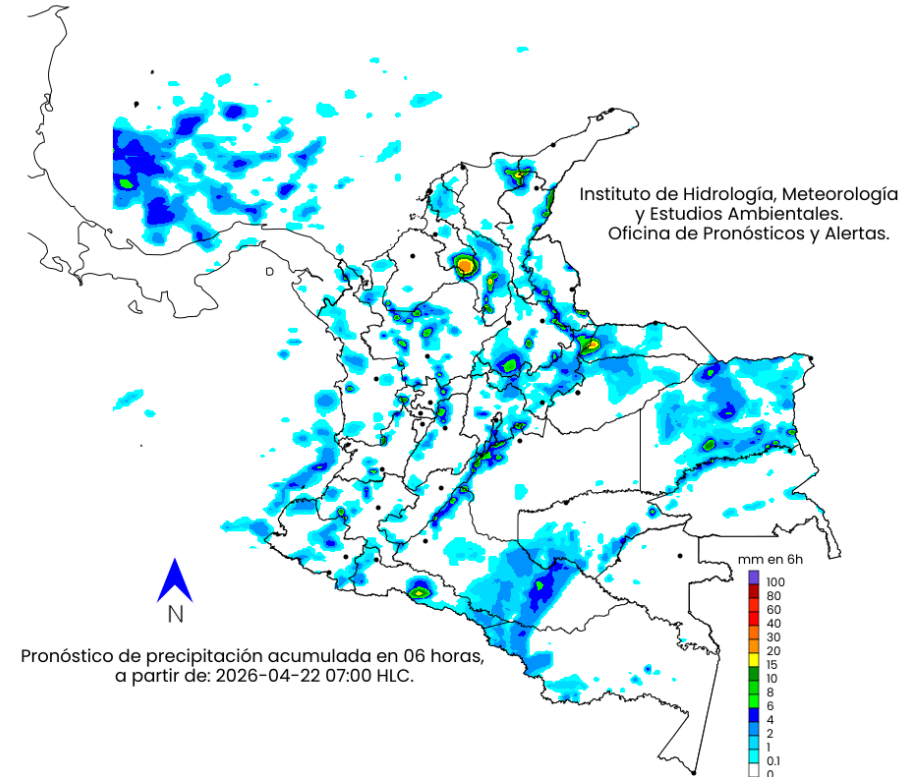 Instituto de Hidrología, Meteorología
y Estudios Ambientales.
Oficina de Pronósticos y Alertas.
N
Pronóstico de precipitación acumulada en 06 horas,
a partir de: 2026-04-22 07:00 HLC.
mm en 6h
100
80
60
40
30
20
15
10
8
6
4
2
1
0.1
0